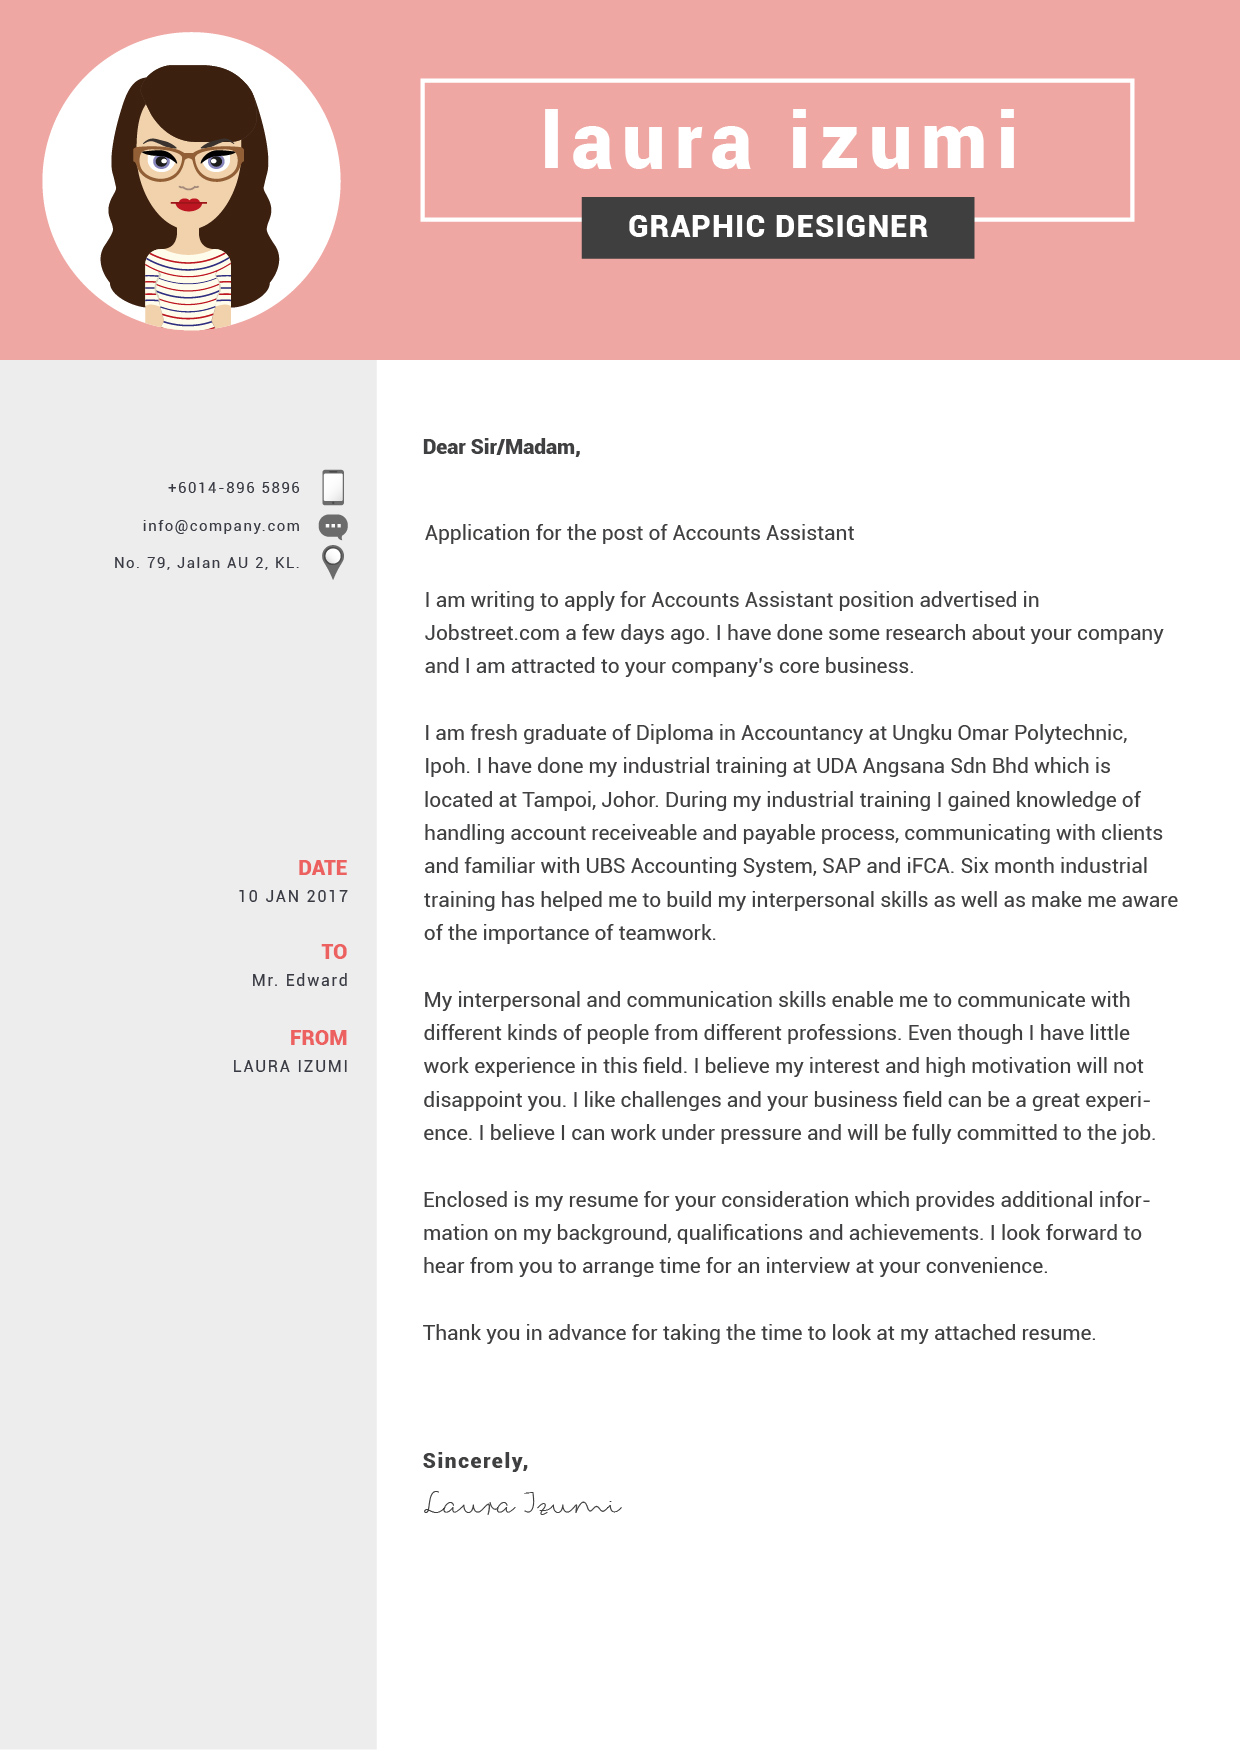 laura izumi
GRAPHIC DESIGNER
+6014-896 5896
info@company.com
No. 79, Jalan AU 2, KL.
DATE
10 JAN 2017
TO
Mr. Edward
FROM
LAURA IZUMI
Dear Sir/Madam,
Application for the post of Accounts Assistant
I am writing to apply for Accounts Assistant position advertised in
Jobstreet.com a few days ago. I have done some research about your company
and I am attracted to your company's core business.
I am fresh graduate of Diploma in Accountancy at Ungku Omar Polytechnic,
Ipoh. I have done my industrial training at UDA Angsana Sdn Bhd which is
located at Tampoi, Johor. During my industrial training I gained knowledge of
handling account receiveable and payable process, communicating with clients
and familiar with UBS Accounting System, SAP and iFCA. Six month industrial
training has helped me to build my interpersonal skills as well as make me aware
of the importance of teamwork.
My interpersonal and communication skills enable me to communicate with
different kinds of people from different professions. Even though I have little
work experience in this field. I believe my interest and high motivation will not
disappoint you. I like challenges and your business field can be a great experi-
ence. I believe I can work under pressure and will be fully committed to the job.
Enclosed is my resume for your consideration which provides additional infor-
mation on my background, qualifications and achievements. I look forward to
hear from you to arrange time for an interview at your convenience.
Thank you in advance for taking the time to look at my attached resume.
Sincerely,
Laura Izumi